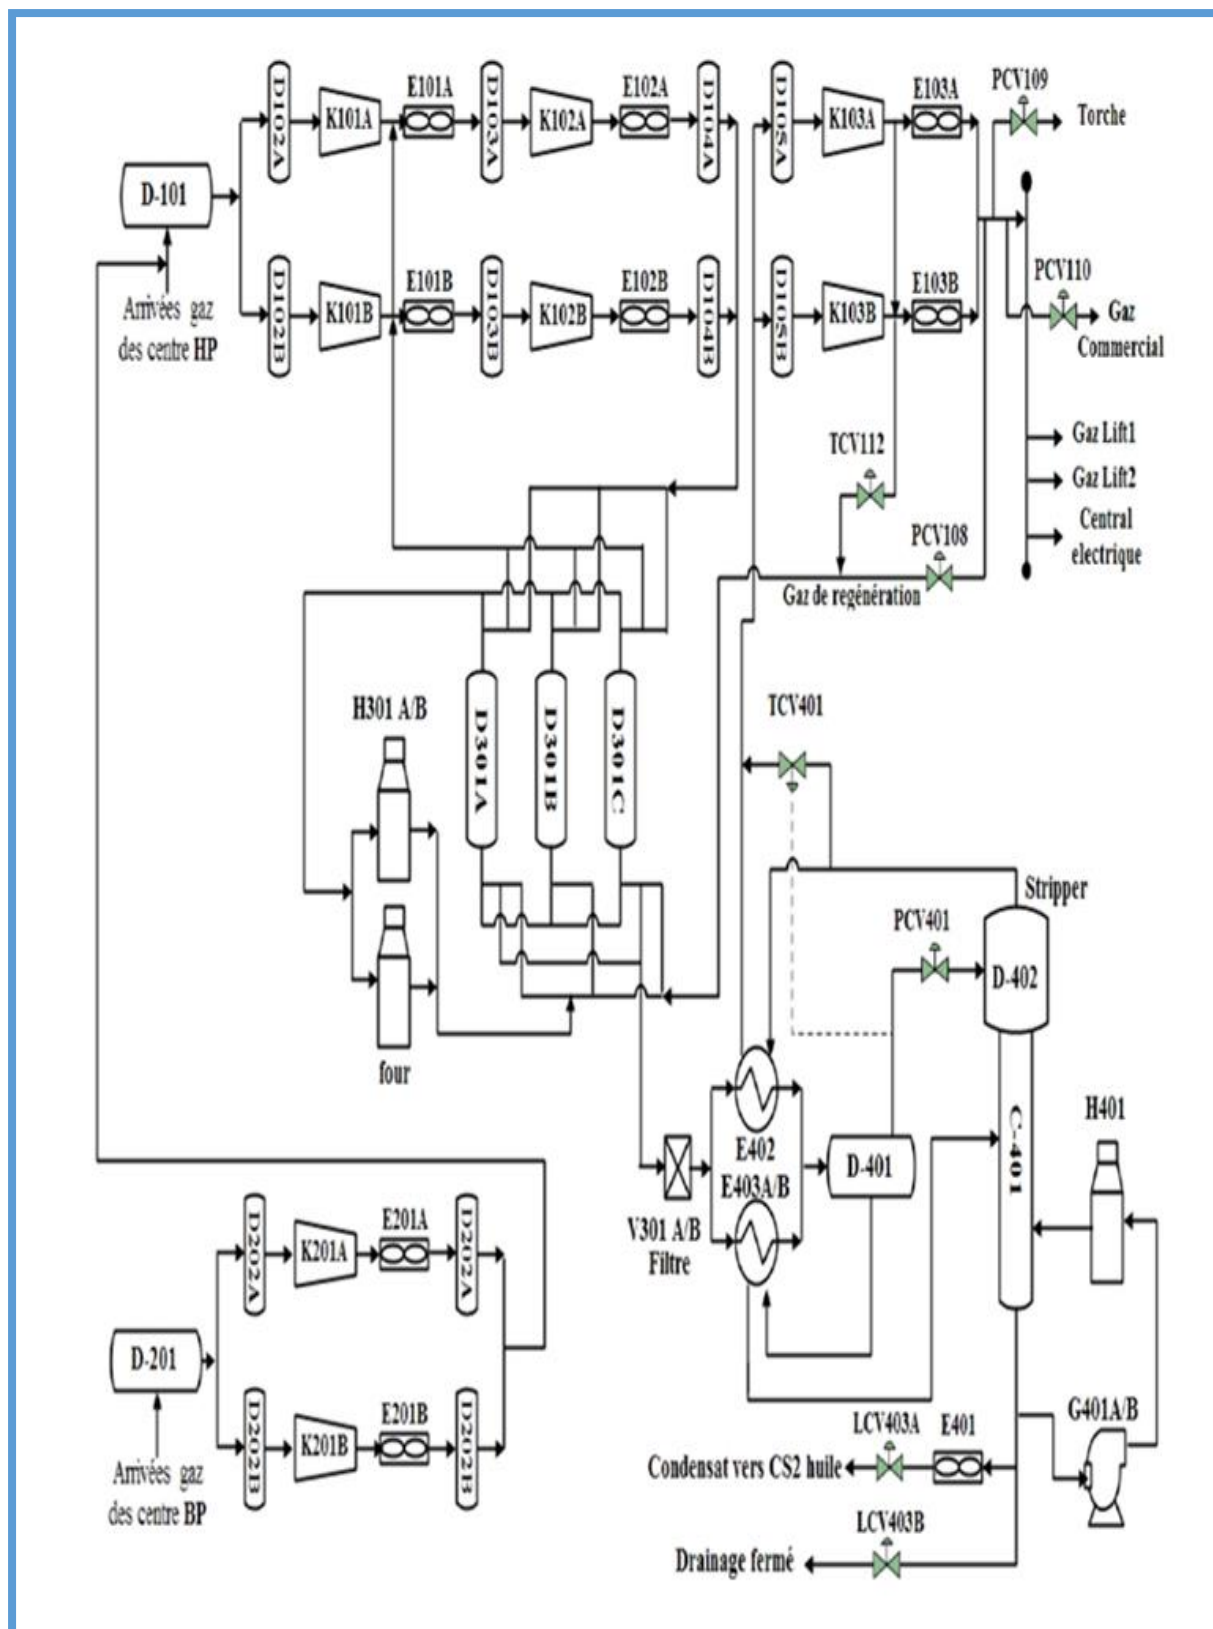 E101A
E102A
E103A
PCV109
D102A
K101A
D103A
K102A
D104A
D105A
K103A
Torche
D-101
E101B
E102B
E103B
PCV110
Arrivées gaz
des centre HP
D102B
K101B
D103B
K102B
D104B
D105B
K103B
Gaz
Commercial
TCV112
Gaz Lift1
Gaz Lift2
PCV108
Central
electrique
Gaz de regénération
H301 A/B
D301A
D301B
D301C
TCV401
Stripper
PCV401
D-402
four
E402
E403A/B
D-401
C-401
H401
V301 A/B
Filtre
D202A
K201A
E201A
D202A
D-201
D202B
K201B
E201B
D202B
Arrivées gaz
des centre BP
LCV403A
E401
G401A/B
Condensat vers CS2 huile
LCV403B
Drainage fermé